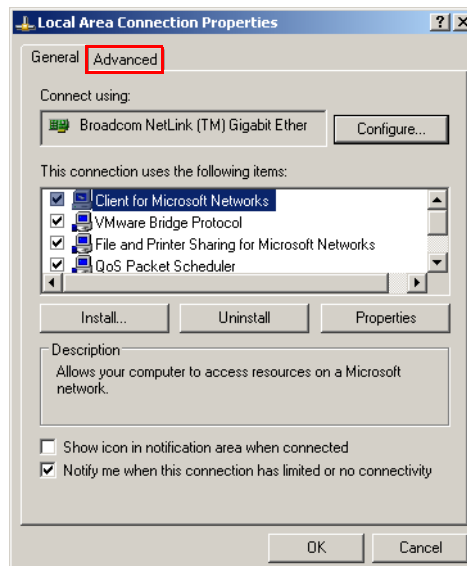 Local Area Connection Properties
General
Advanced
Connect using:
Broadcom NetLink (TM) Gigabit Ether
Configure...
This connection uses the following items:
Client for Microsoft Networks
VMware Bridge Protocol
File and Printer Sharing for Microsoft Networks
QoS Packet Scheduler
Install...
Uninstall
Properties
Description
Allows your computer to access resources on a Microsoft
network.
Show icon in notification area when connected
Notify me when this connection has limited or no connectivity
OK
Cancel